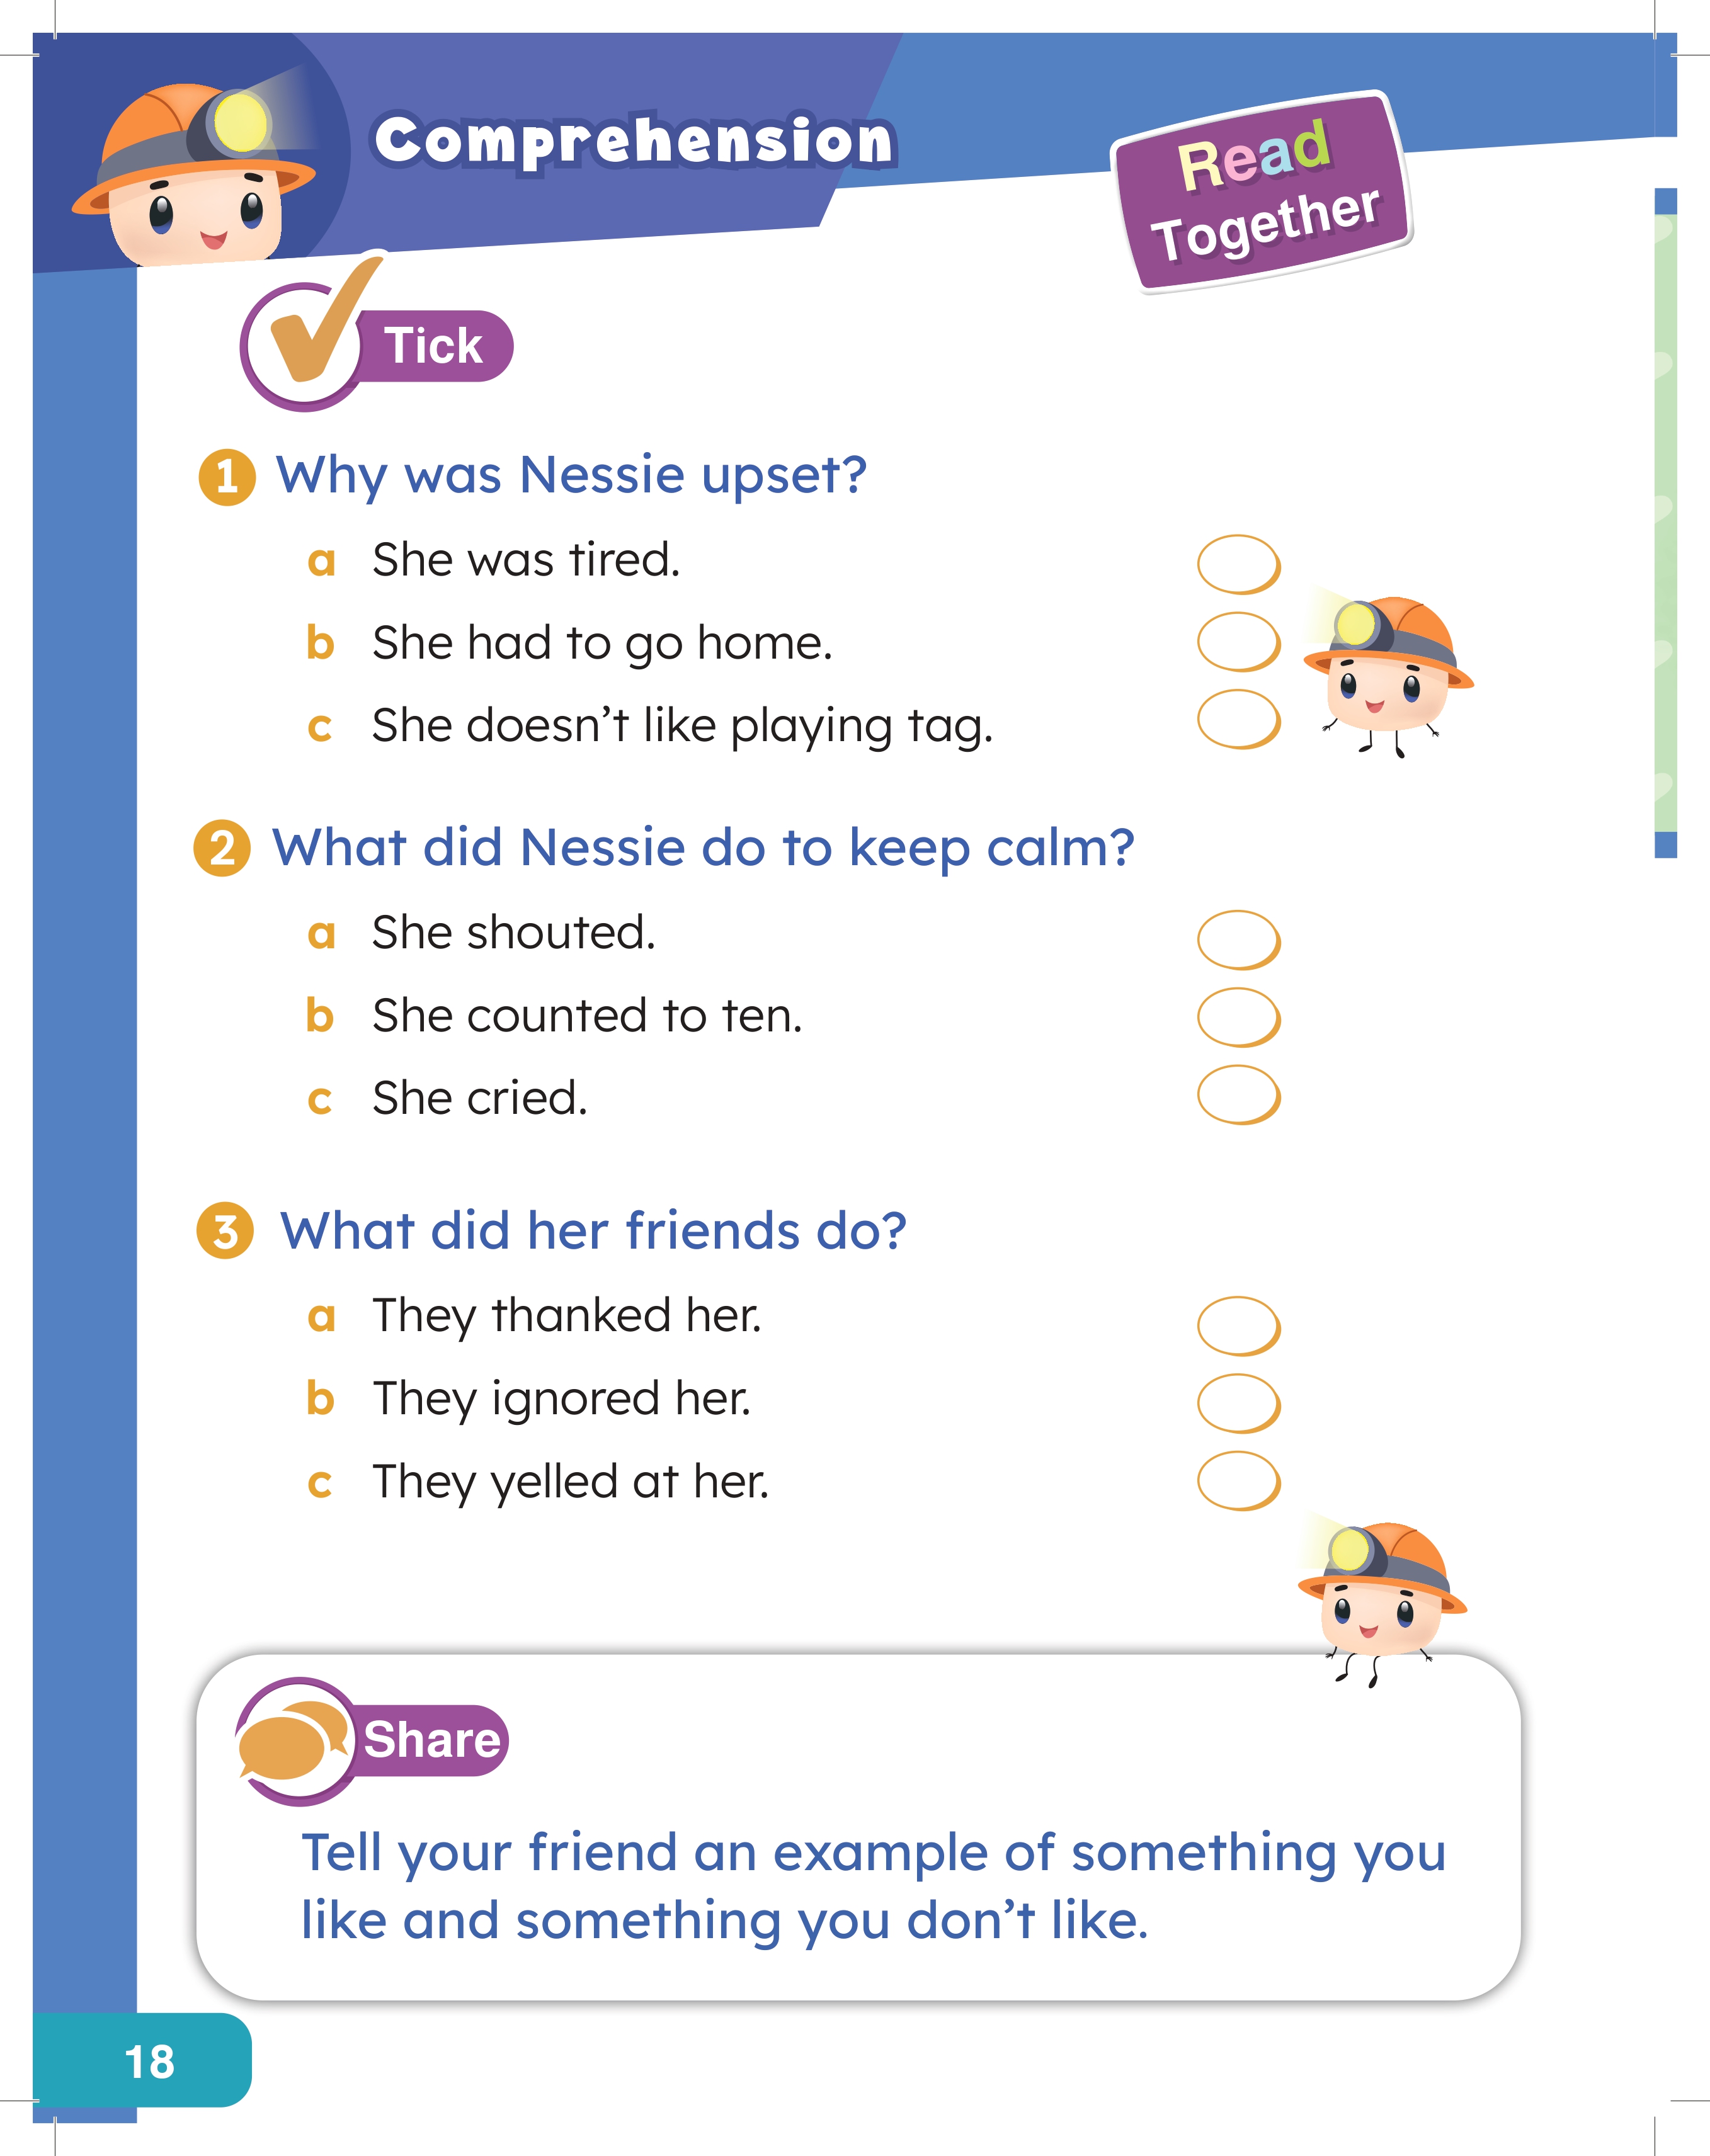 Comprehension
Read
Together
Tick
1 Why was Nessie upset?
a She was tired.
b She had to go home.
c She doesn’t like playing tag.
2 What did Nessie do to keep calm?
a She shouted.
b She counted to ten.
c She cried.
3 What did her friends do?
a They thanked her.
b They ignored her.
c They yelled at her.
Share
Tell your friend an example of something you
like and something you don’t like.
18